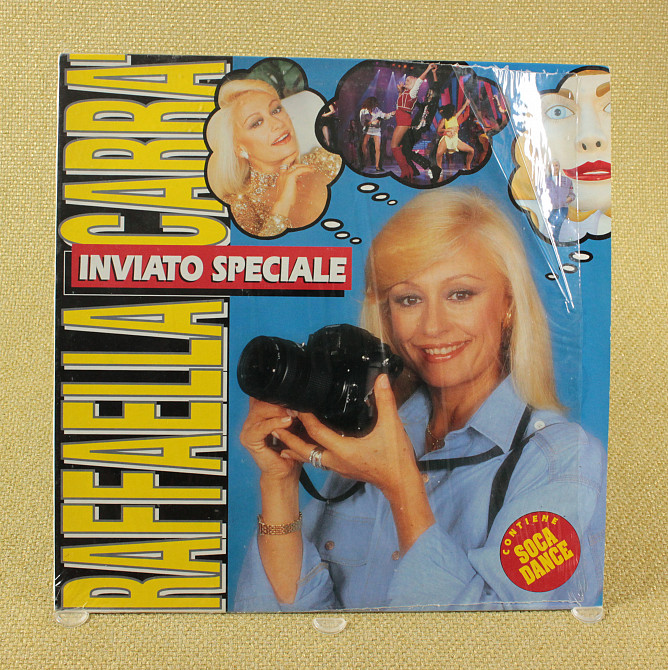 RAFFAELLA CARRA'
INVIATO SPECIALE
CONTIENE
SOCA
DANCE